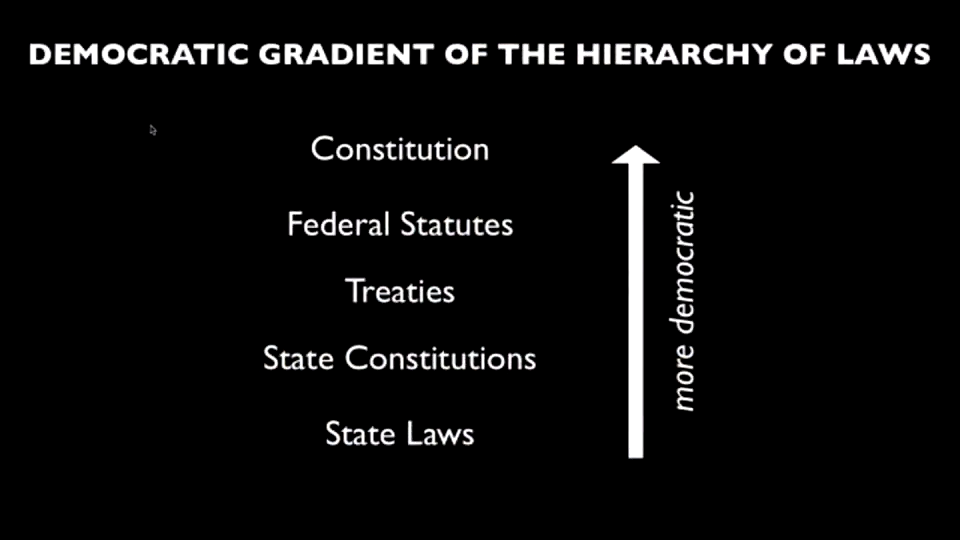 DEMOCRATIC GRADIENT OF THE HIERARCHY OF LAWS
Constitution
Federal Statutes
Treaties
State Constitutions
State Laws
more democratic